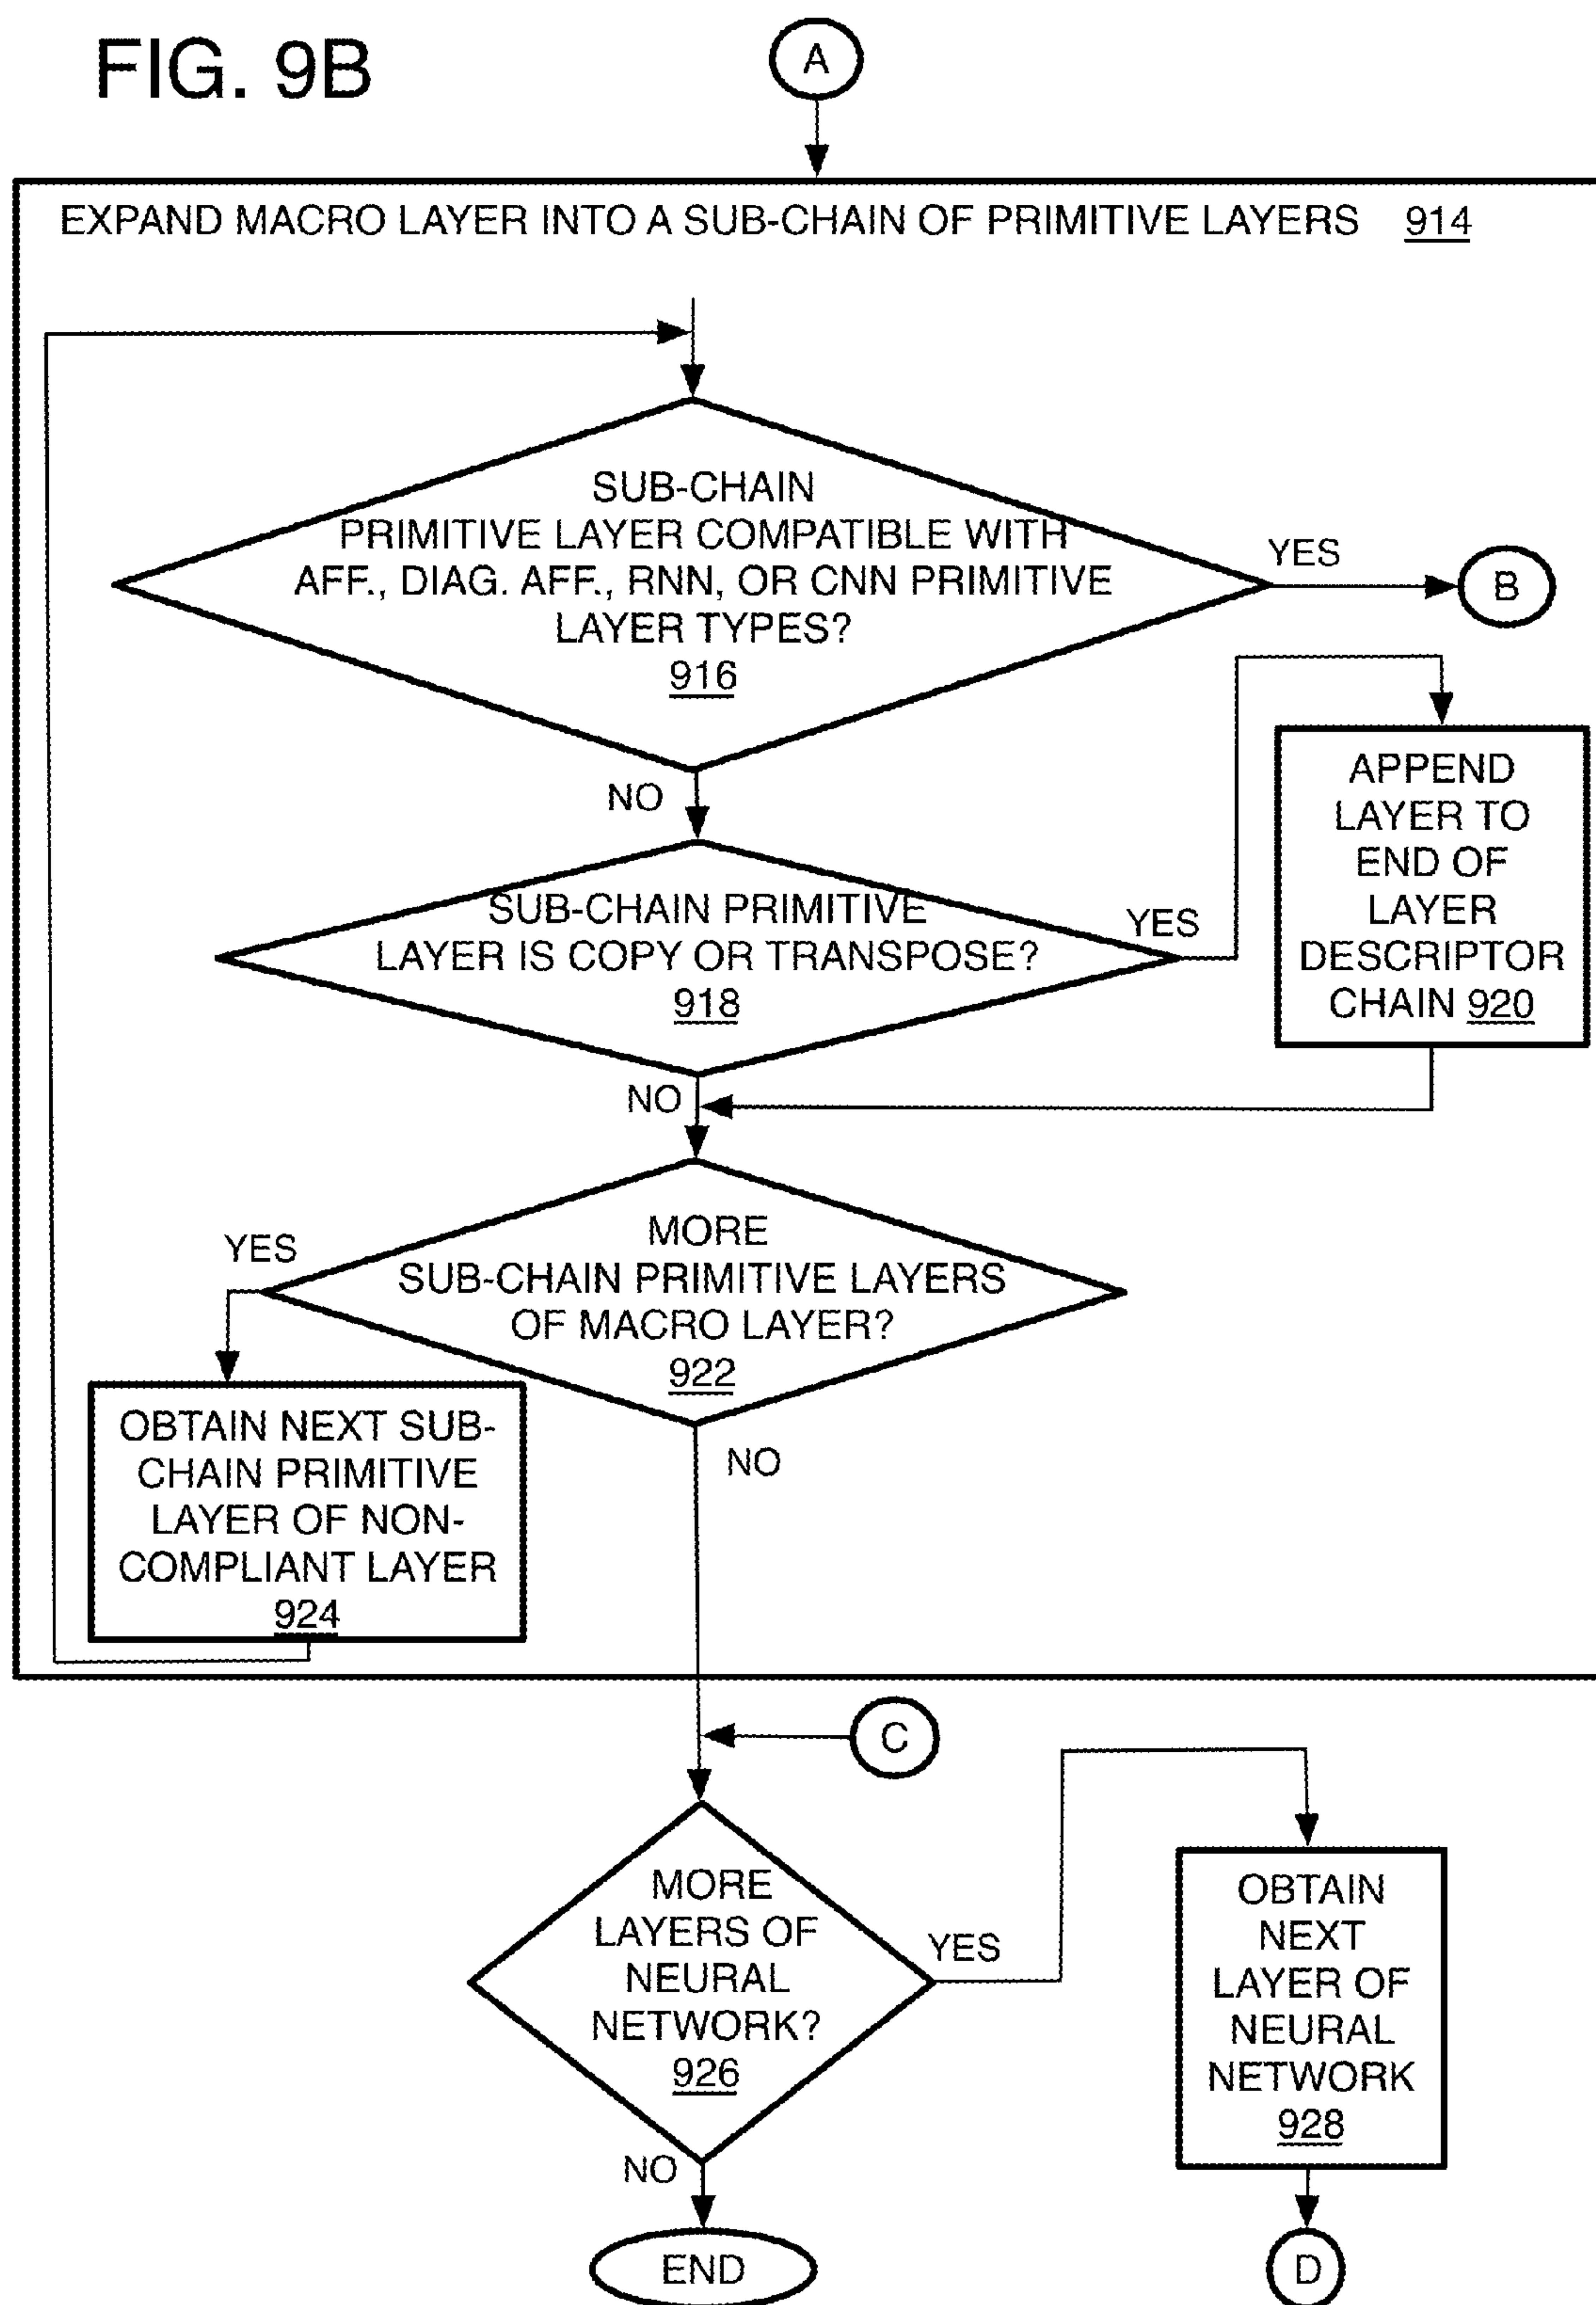 FIG. 9B
A
EXPAND MACRO LAYER INTO A SUB-CHAIN OF PRIMITIVE LAYERS 914
SUB-CHAIN
PRIMITIVE LAYER COMPATIBLE WITH
AFF., DIAG. AFF., RNN, OR CNN PRIMITIVE
LAYER TYPES?
916
YES
B
NO
APPEND
LAYER TO
END OF
LAYER
DESCRIPTOR
CHAIN 920
SUB-CHAIN PRIMITIVE
LAYER IS COPY OR TRANSPOSE?
918
YES
NO
MORE
SUB-CHAIN PRIMITIVE LAYERS
OF MACRO LAYER?
922
YES
NO
OBTAIN NEXT SUB-
CHAIN PRIMITIVE
LAYER OF NON-
COMPLIANT LAYER
924
C
MORE
LAYERS OF
NEURAL
NETWORK?
926
YES
OBTAIN
NEXT
LAYER OF
NEURAL
NETWORK
928
NO
END
D